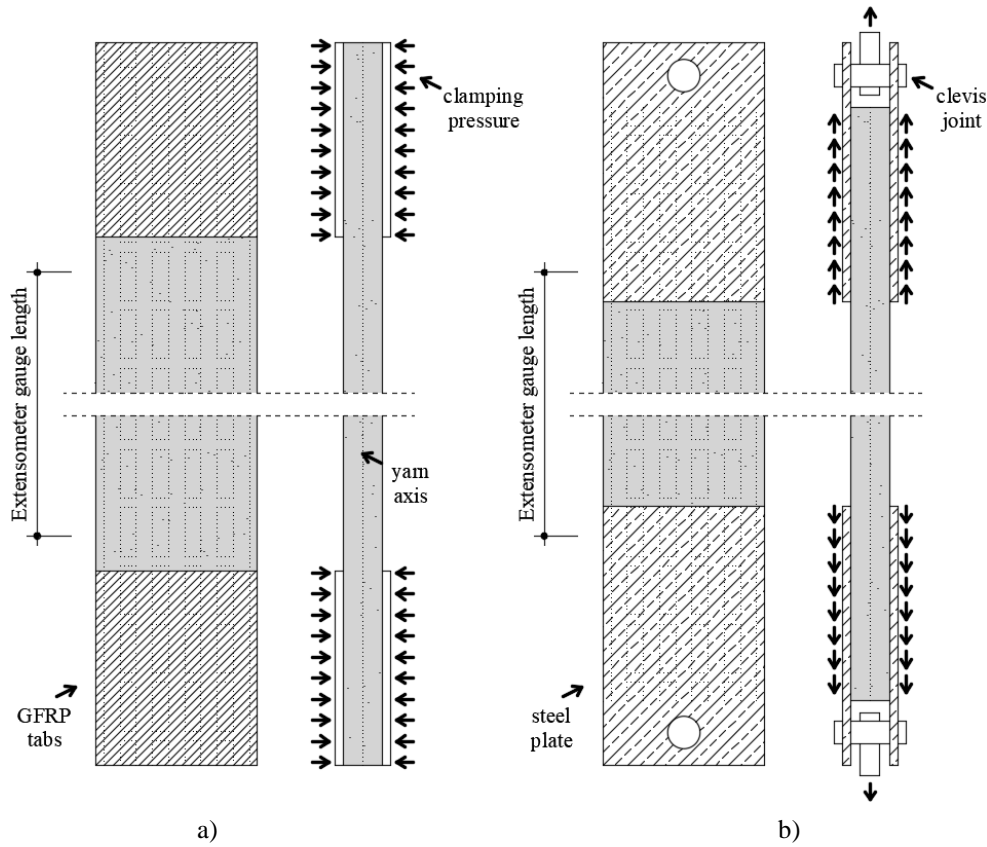 clamping
pressure
Extensometer gauge length
yarn
axis
GFRP
tabs
a)
clevis
joint
Extensometer gauge length
steel
plate
b)